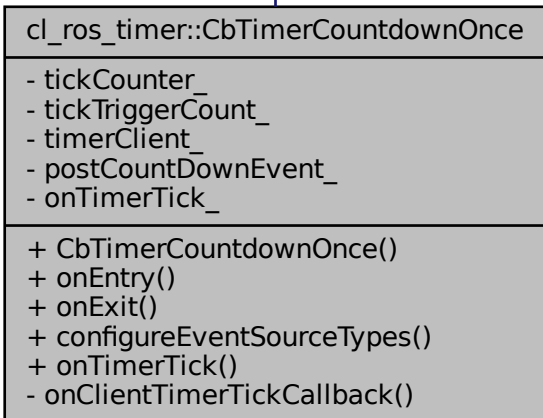 cl_ros_timer::CbTimerCountdownOnce
- tickCounter_
- tickTriggerCount_
- timerClient_
- postCountDownEvent_
- onTimerTick_
+ CbTimerCountdownOnce()
+ onEntry()
+ onExit()
+ configureEventSourceTypes()
+ onTimerTick()
- onClientTimerTickCallback()